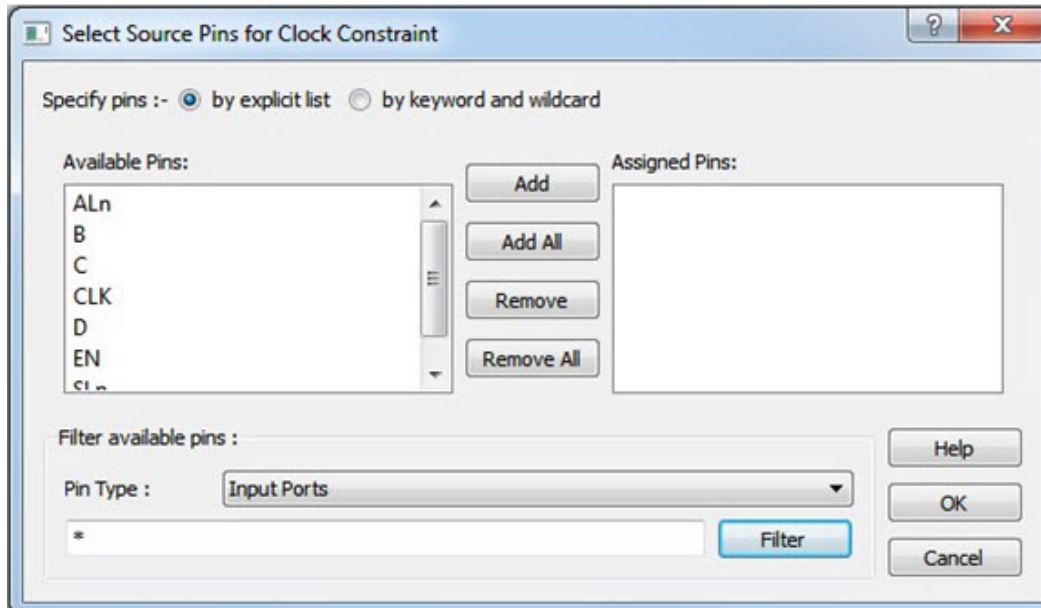 Select Source Pins for Clock Constraint
Specify pins :- by explicit list by keyword and wildcard
Available Pins:
ALn
B
C
CLK
D
EN
SLn
Add
Add All
Remove
Remove All
Assigned Pins:
Filter available pins :
Pin Type : Input Ports
*
Filter
Help
OK
Cancel